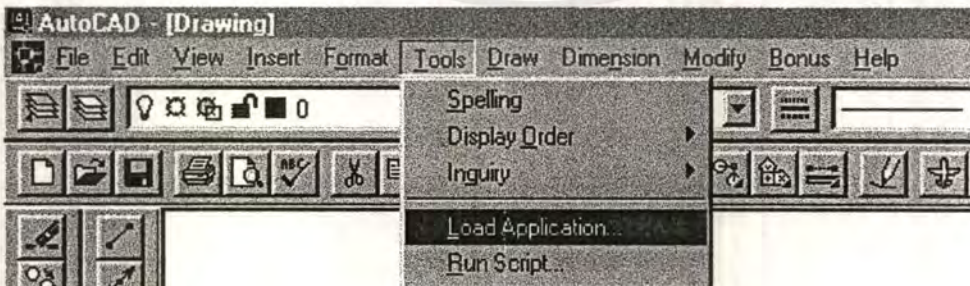 AutoCAD - [Drawing]
File Edit View Insert Format Tools Draw Dimension Modify Bonus Help
0
ABC
Spelling
Display Order
Inquiry
Load Application...
Run Script...